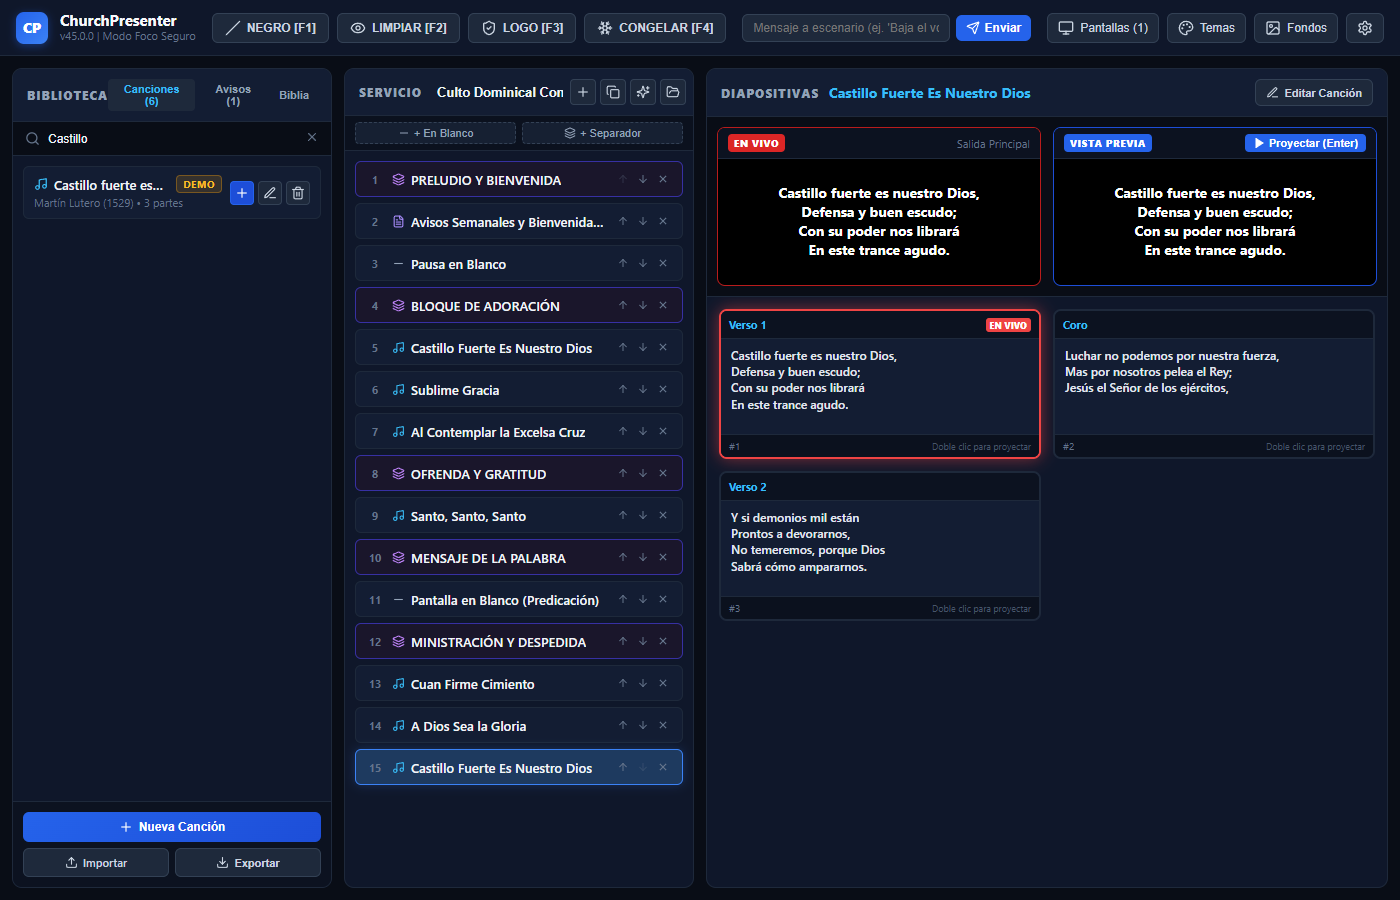 CP
ChurchPresenter
v45.0.0 | Modo Foco Seguro
NEGRO [F1]
LIMPIAR [F2]
LOGO [F3]
CONGELAR [F4]
Mensaje a escenario (ej. 'Baja el vo
Enviar
Pantallas (1)
Temas
Fondos
BIBLIOTECA
Canciones
(6)
Avisos
(1)
Biblia
Castillo
Castillo fuerte es...
DEMO
Martín Lutero (1529) • 3 partes
Nueva Canción
Importar
Exportar
SERVICIO
Culto Dominical Con
+ En Blanco
+ Separador
1 PRELUDIO Y BIENVENIDA
2 Avisos Semanales y Bienvenida...
3 Pausa en Blanco
4 BLOQUE DE ADORACIÓN
5 Castillo Fuerte Es Nuestro Dios
6 Sublime Gracia
7 Al Contemplar la Excelsa Cruz
8 OFRENDA Y GRATITUD
9 Santo, Santo, Santo
10 MENSAJE DE LA PALABRA
11 Pantalla en Blanco (Predicación)
12 MINISTRACIÓN Y DESPEDIDA
13 Cuan Firme Cimiento
14 A Dios Sea la Gloria
15 Castillo Fuerte Es Nuestro Dios
DIAPOSITIVAS
Castillo Fuerte Es Nuestro Dios
Editar Canción
EN VIVO
Salida Principal
Castillo fuerte es nuestro Dios,
Defensa y buen escudo;
Con su poder nos librará
En este trance agudo.
VISTA PREVIA
Proyectar (Enter)
Castillo fuerte es nuestro Dios,
Defensa y buen escudo;
Con su poder nos librará
En este trance agudo.
Verso 1
EN VIVO
Castillo fuerte es nuestro Dios,
Defensa y buen escudo;
Con su poder nos librará
En este trance agudo.
#1
Doble clic para proyectar
Coro
Luchar no podemos por nuestra fuerza,
Mas por nosotros pelea el Rey;
Jesús el Señor de los ejércitos,
#2
Doble clic para proyectar
Verso 2
Y si demonios mil están
Prontos a devorarnos,
No temeremos, porque Dios
Sabrá cómo ampararnos.
#3
Doble clic para proyectar